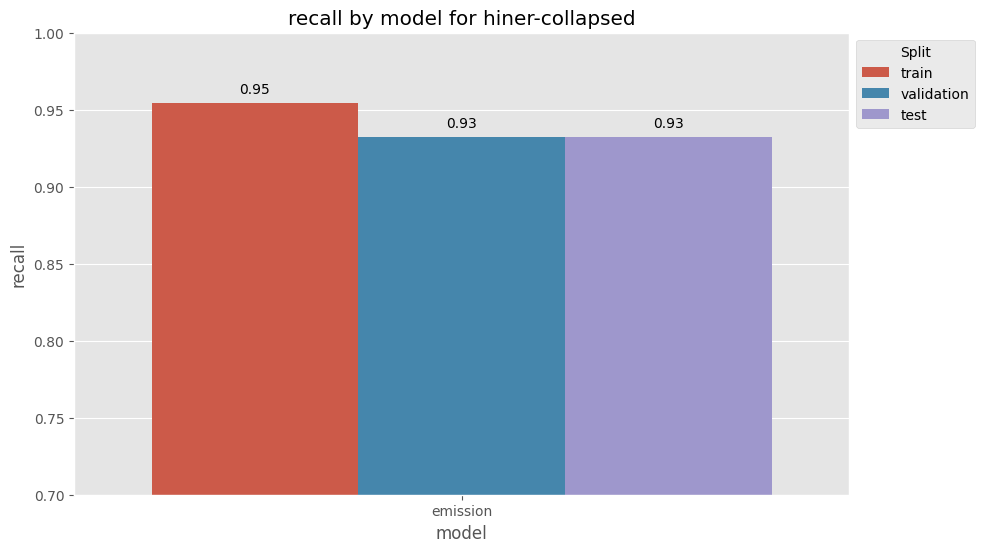 recall by model for hiner-collapsed
1.00
0.95
0.90
0.85
0.80
0.75
0.70
recall
0.95
0.93
0.93
emission
model
Split
train
validation
test